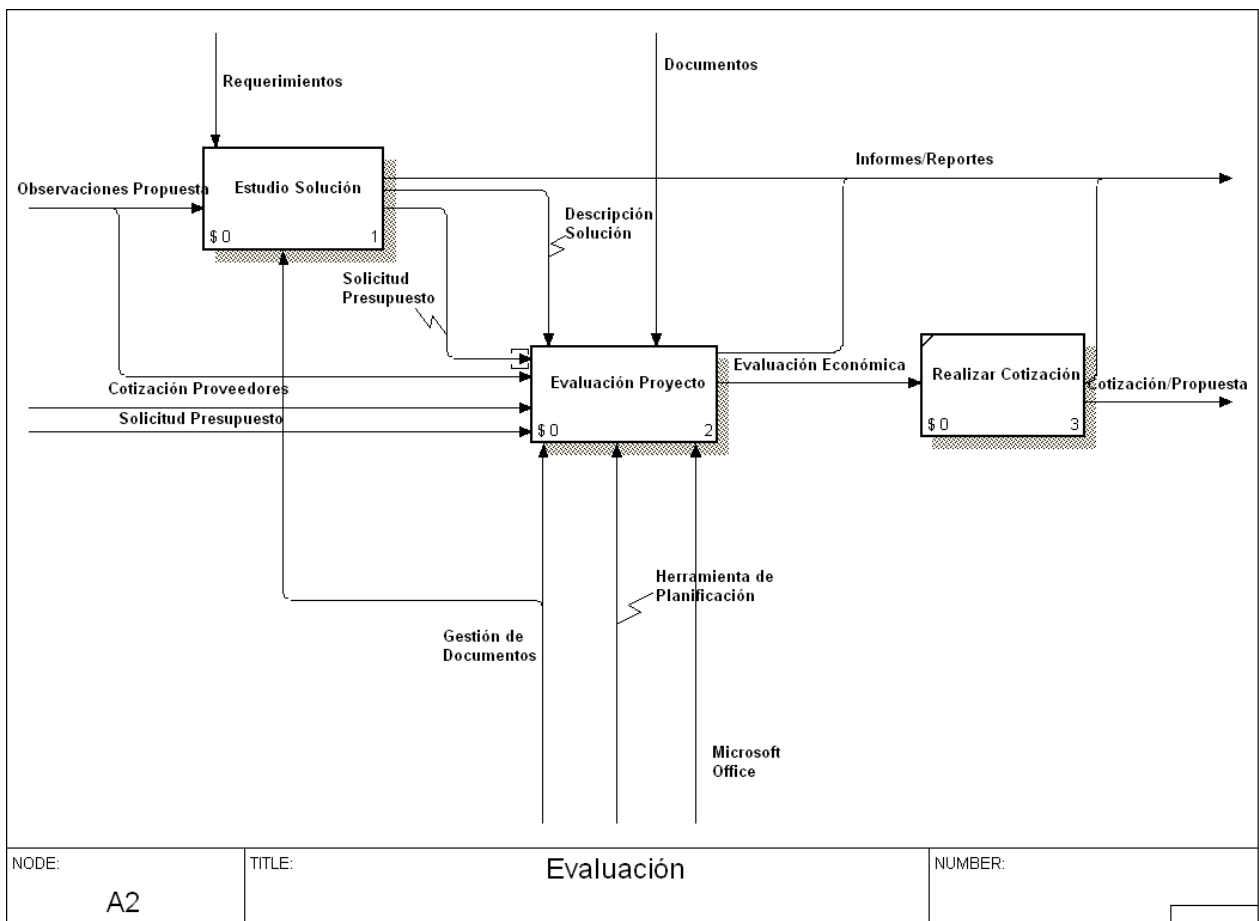 Requerimientos
Documentos
Informes/Reportes
Observaciones Propuesta
Estudio Solución
$ 0
1
Descripción
Solución
Solicitud
Presupuesto
Evaluación Económica
Evaluación Proyecto
$ 0
2
Realizar Cotización
$ 0
3
Cotización/Propuesta
Cotización Proveedores
Solicitud Presupuesto
Herramienta de
Planificación
Gestión de
Documentos
Microsoft
Office
NODE:
A2
TITLE:
Evaluación
NUMBER: